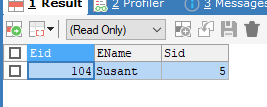 1 Result 2 Profiler 3 Messages
(Read Only)
Eid EName Sid
104 Susant 5